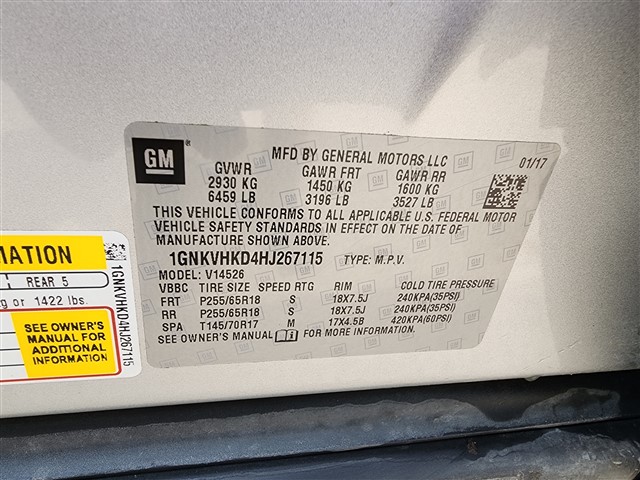 GM ®
MFD BY GENERAL MOTORS LLC 01/17
GVWR GAWR FRT GAWR RR
2930 KG 1450 KG 1600 KG
6459 LB 3196 LB 3527 LB
THIS VEHICLE CONFORMS TO ALL APPLICABLE U.S. FEDERAL MOTOR
VEHICLE SAFETY STANDARDS IN EFFECT ON THE DATE OF
MANUFACTURE SHOWN ABOVE.
1GNKVHKD4HJ267115 TYPE: M.P.V.
MODEL: V14526
VBBC TIRE SIZE SPEED RTG RIM COLD TIRE PRESSURE
FRT P255/65R18 S 18X7.5J 240KPA(35PSI)
RR P255/65R18 S 18X7.5J 240KPA(35PSI)
SPA T145/70R17 M 17X4.5B 420KPA(60PSI)
SEE OWNER'S MANUAL FOR MORE INFORMATION.
MATION
REAR 5
or 1422 lbs.
SEE OWNER'S
MANUAL FOR
ADDITIONAL
INFORMATION
1GNKVHKD4HJ267115